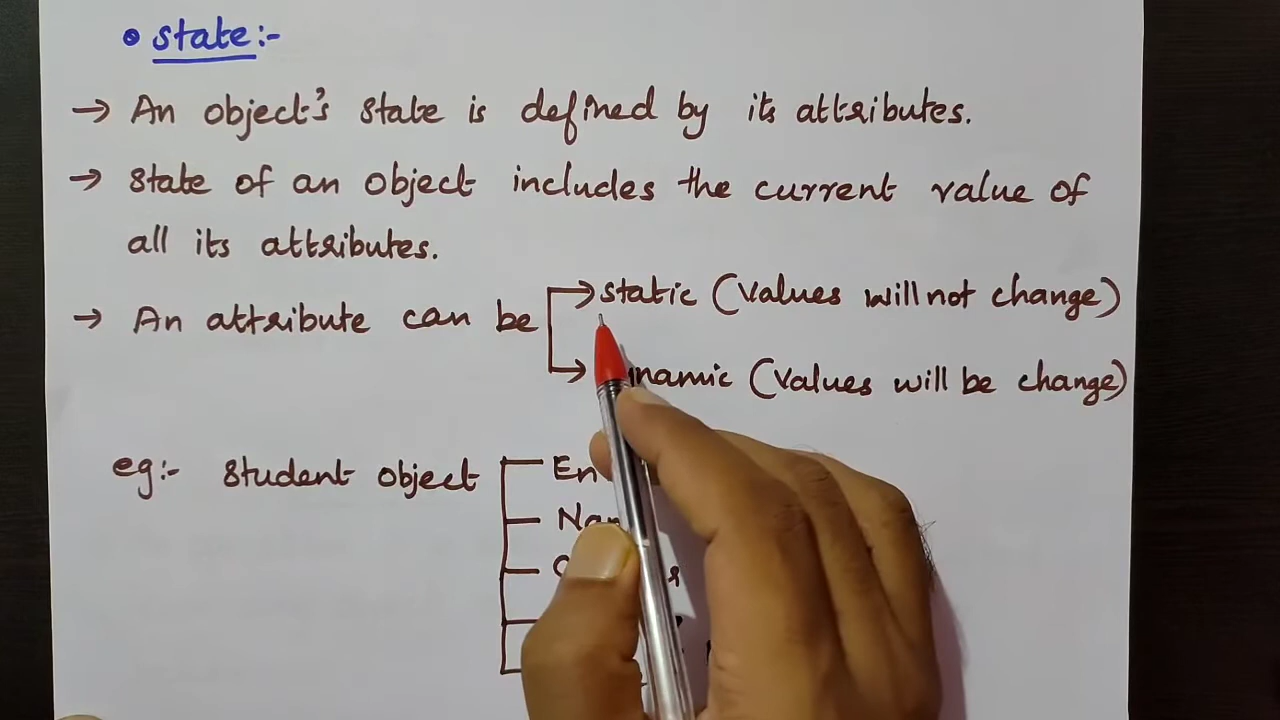 • state:-
→ An object's state is defined by its attributes.
→ State of an object includes the current value of
all its attributes.
→ An attribute can be → static (values will not change)
→ (values will be change)
eg:- Student object